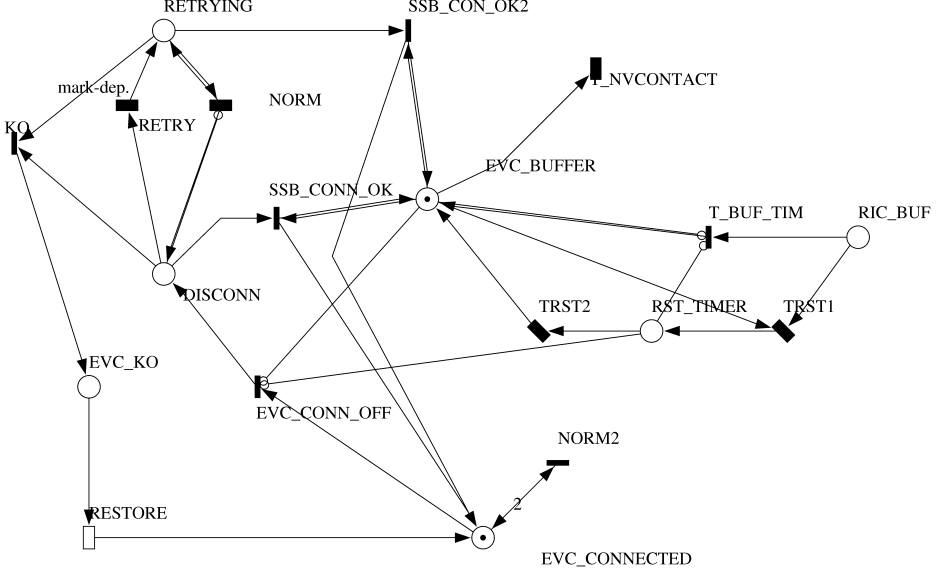 RETRYING
SSB_CON_OK2
mark-dep.
NORM
T_NVCONTACT
KO
RETRY
EVC_BUFFER
SSB_CONN_OK
T_BUF_TIM
RIC_BUF
DISCONN
TRST2
RST_TIMER
TRST1
EVC_KO
EVC_CONN_OFF
NORM2
2
RESTORE
EVC_CONNECTED